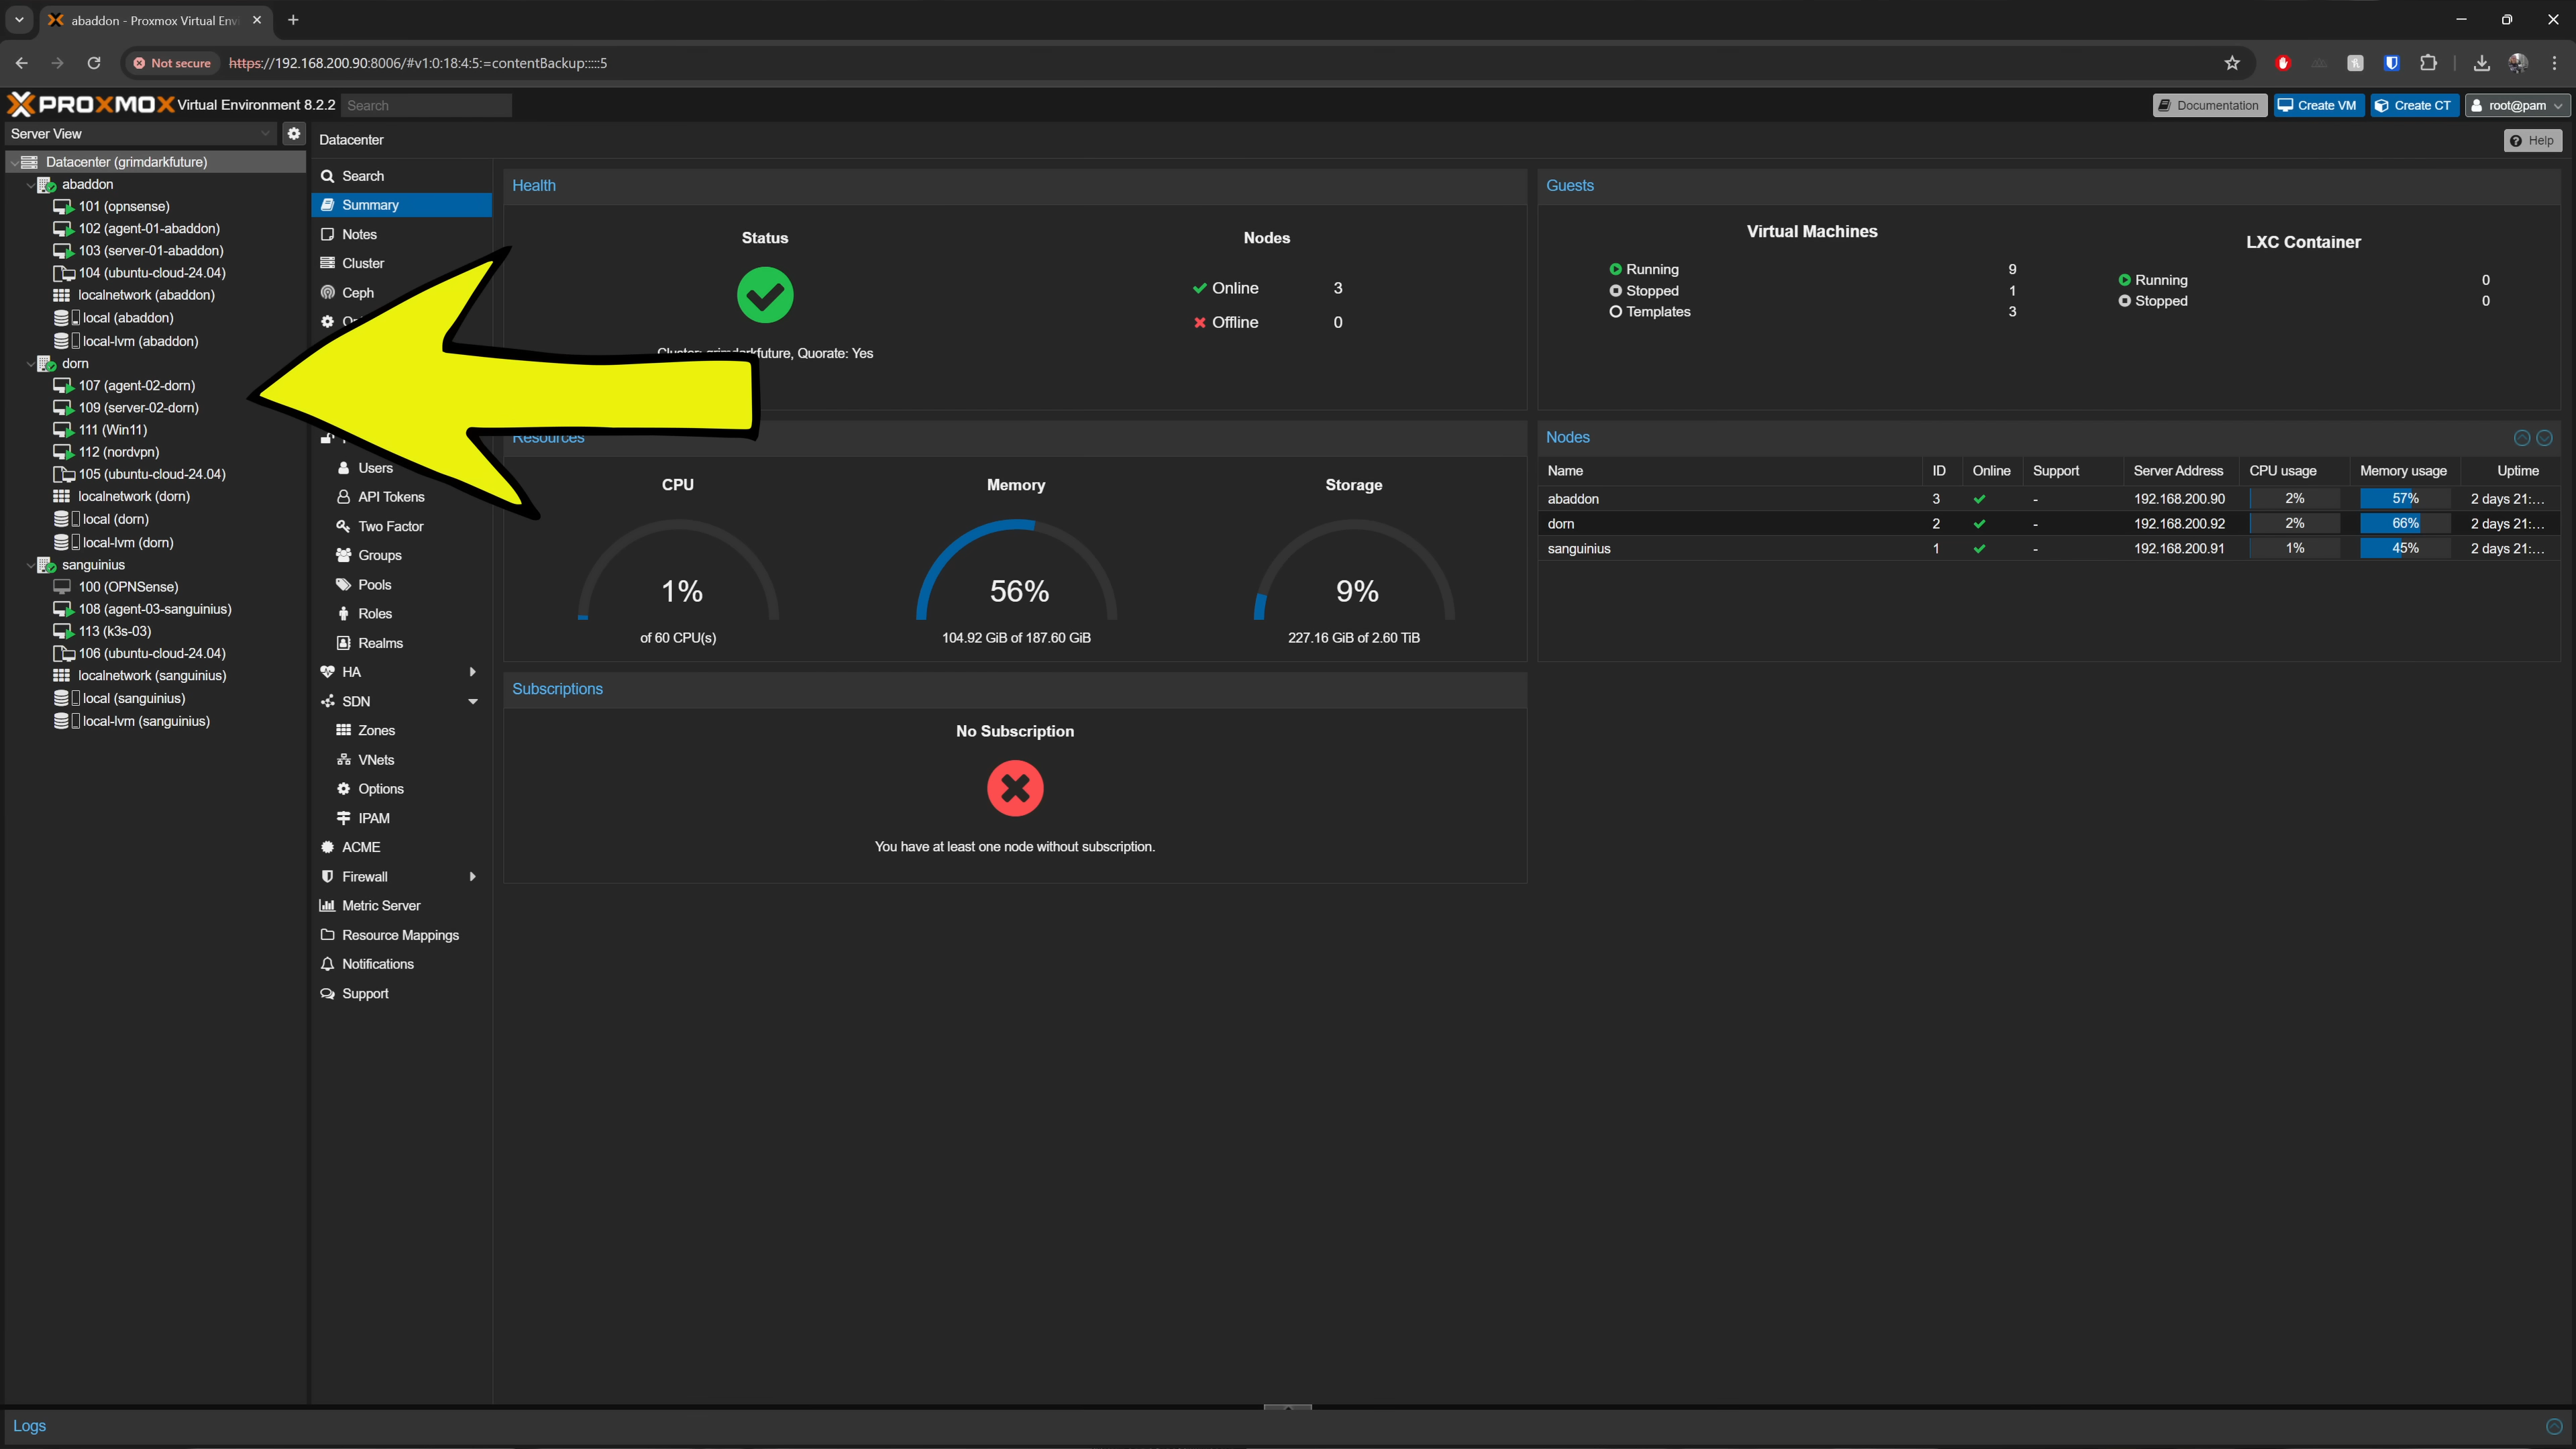 abaddon - Proxmox Virtual Envi
Not secure
https://192.168.200.90:8006/#v1:0:18:4:5:=contentBackup:::::5
PROXMOX Virtual Environment 8.2.2
Search
Documentation
Create VM
Create CT
root@pam
Server View
Datacenter (grimdarkfuture)
abaddon
101 (opnsense)
102 (agent-01-abaddon)
103 (server-01-abaddon)
104 (ubuntu-cloud-24.04)
localnetwork (abaddon)
local (abaddon)
local-lvm (abaddon)
dorn
107 (agent-02-dorn)
109 (server-02-dorn)
111 (Win11)
112 (nordvpn)
105 (ubuntu-cloud-24.04)
localnetwork (dorn)
local (dorn)
local-lvm (dorn)
sanguinius
100 (OPNSense)
108 (agent-03-sanguinius)
113 (k3s-03)
106 (ubuntu-cloud-24.04)
localnetwork (sanguinius)
local (sanguinius)
local-lvm (sanguinius)
Datacenter
Help
Search
Summary
Notes
Cluster
Ceph
Users
API Tokens
Two Factor
Groups
Pools
Roles
Realms
HA
SDN
Zones
VNets
Options
IPAM
ACME
Firewall
Metric Server
Resource Mappings
Notifications
Support
Health
Status
Nodes
Online 3
Offline 0
Cluster: grimdarkfuture, Quorate: Yes
Guests
Virtual Machines
Running 9
Stopped 1
Templates 3
LXC Container
Running 0
Stopped 0
Resources
CPU
1%
of 60 CPU(s)
Memory
56%
104.92 GiB of 187.60 GiB
Storage
9%
227.16 GiB of 2.60 TiB
Nodes
Name ID Online Support Server Address CPU usage Memory usage Uptime
abaddon 3 - 192.168.200.90 2% 57% 2 days 21:...
dorn 2 - 192.168.200.92 2% 66% 2 days 21:...
sanguinius 1 - 192.168.200.91 1% 45% 2 days 21:...
Subscriptions
No Subscription
You have at least one node without subscription.
Logs